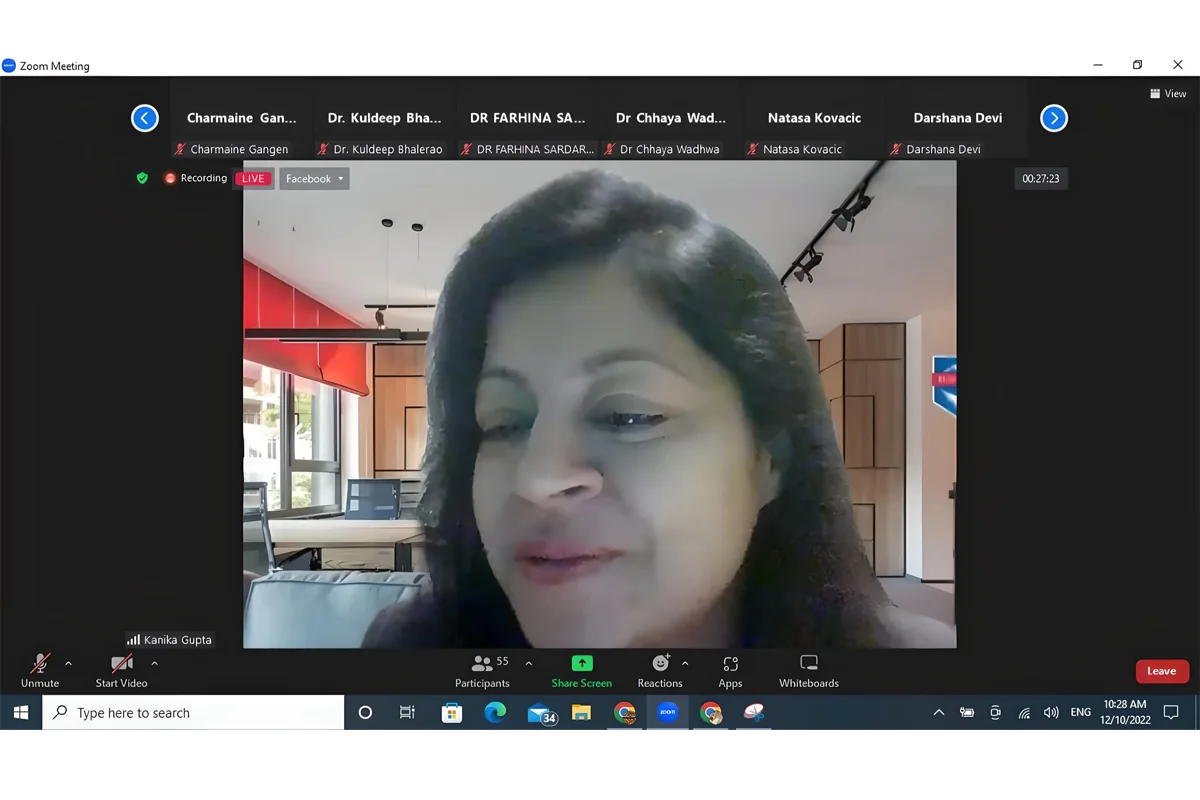 Zoom Meeting
View
Charmaine Gan... Dr. Kuldeep Bha... DR FARHINA SA... Dr Chhaya Wad... Natasa Kovacic Darshana Devi
Charmaine Gangen Dr. Kuldeep Bhalerao DR FARHINA SARDAR... Dr Chhaya Wadhwa Natasa Kovacic Darshana Devi
Recording LIVE Facebook 00:27:23
Kanika Gupta
55
Unmute Start Video Participants Share Screen Reactions Apps Whiteboards Leave
Type here to search 34 zoom ENG 10:28 AM
12/10/2022